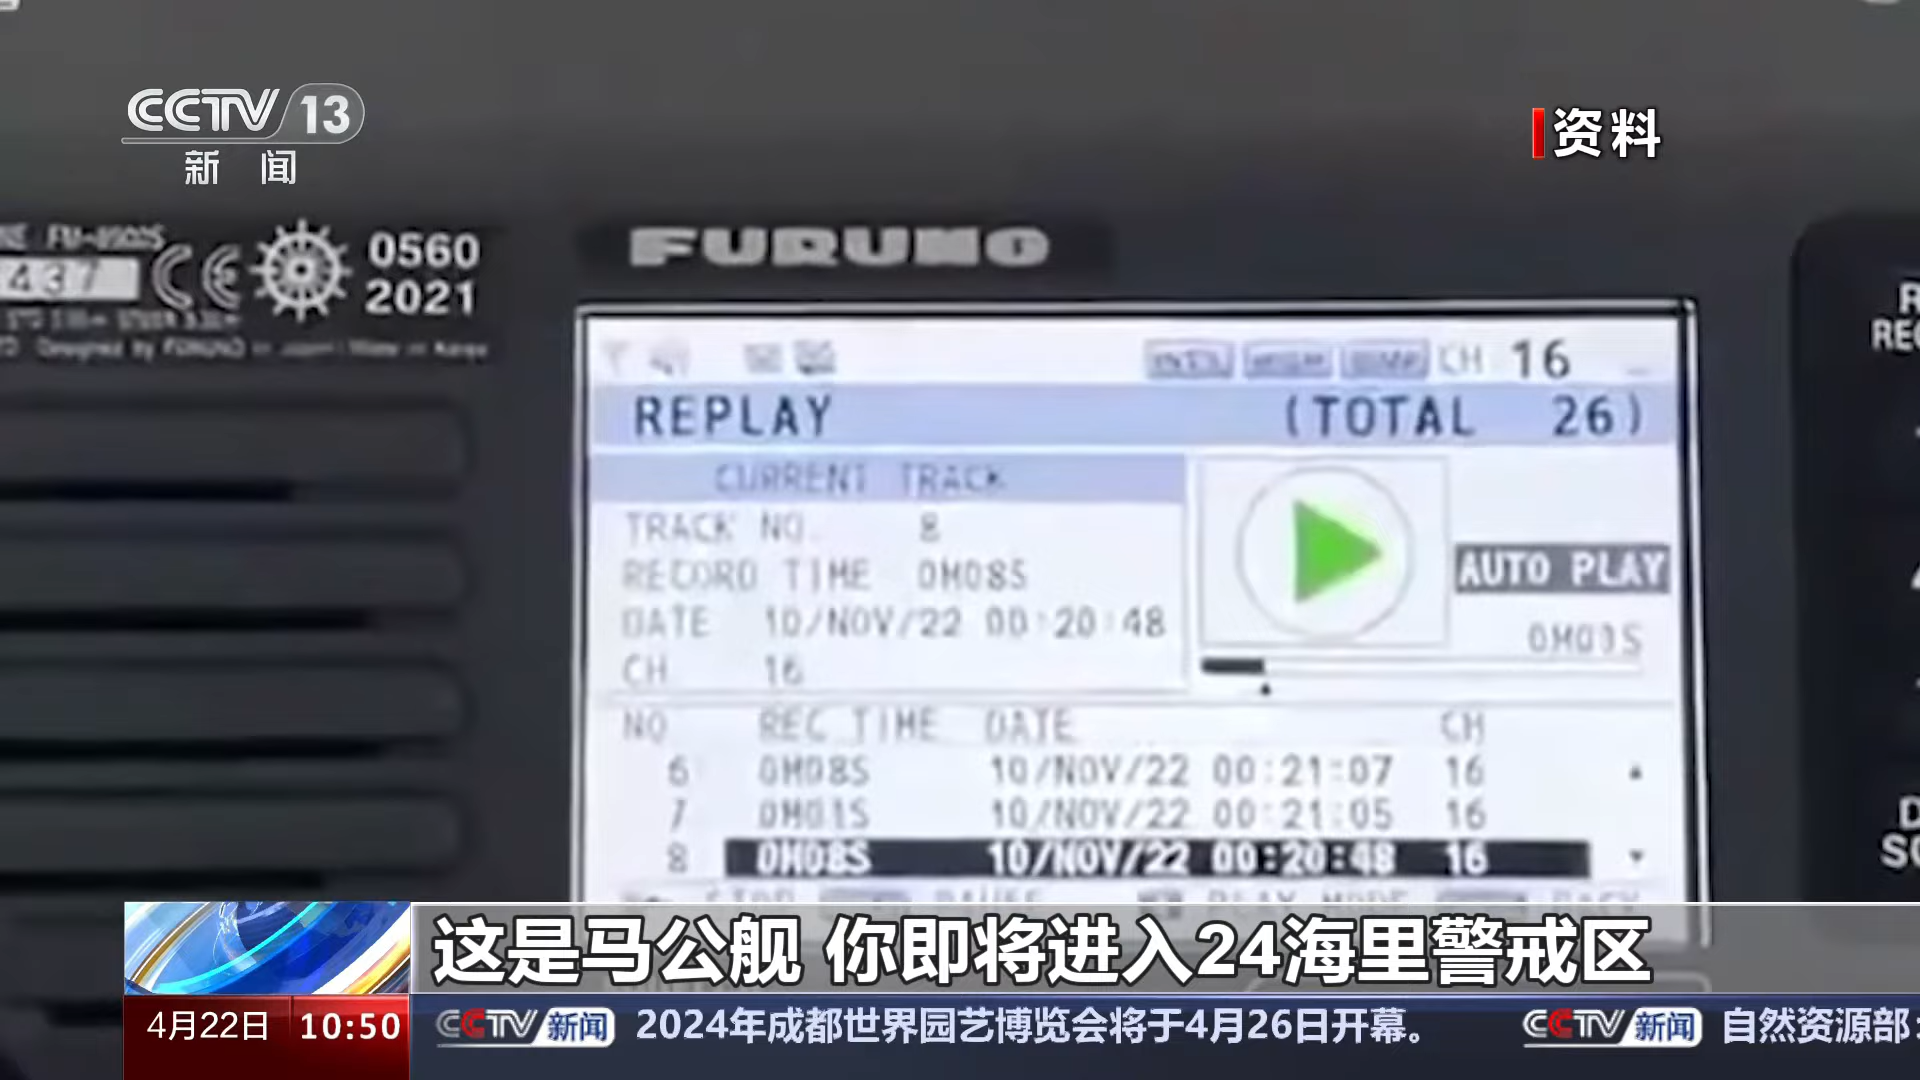 CCTV 13
新闻
资料
FM-8902S
437
CE
0560
2021
FURUNO
CH 16
REPLAY (TOTAL 26)
CURRENT TRACK
TRACK NO. 8
RECORD TIME 0M08S
DATE 10/NOV/22 00:20:48
CH 16
AUTO PLAY
NO REC TIME DATE CH
6 0M08S 10/NOV/22 00:21:07 16
7 0M01S 10/NOV/22 00:21:05 16
8 0M08S 10/NOV/22 00:20:48 16
这是马公舰 你即将进入24海里警戒区
4月22日 10:50
CCTV新闻 2024年成都世界园艺博览会将于4月26日开幕。 CCTV新闻 自然资源部: